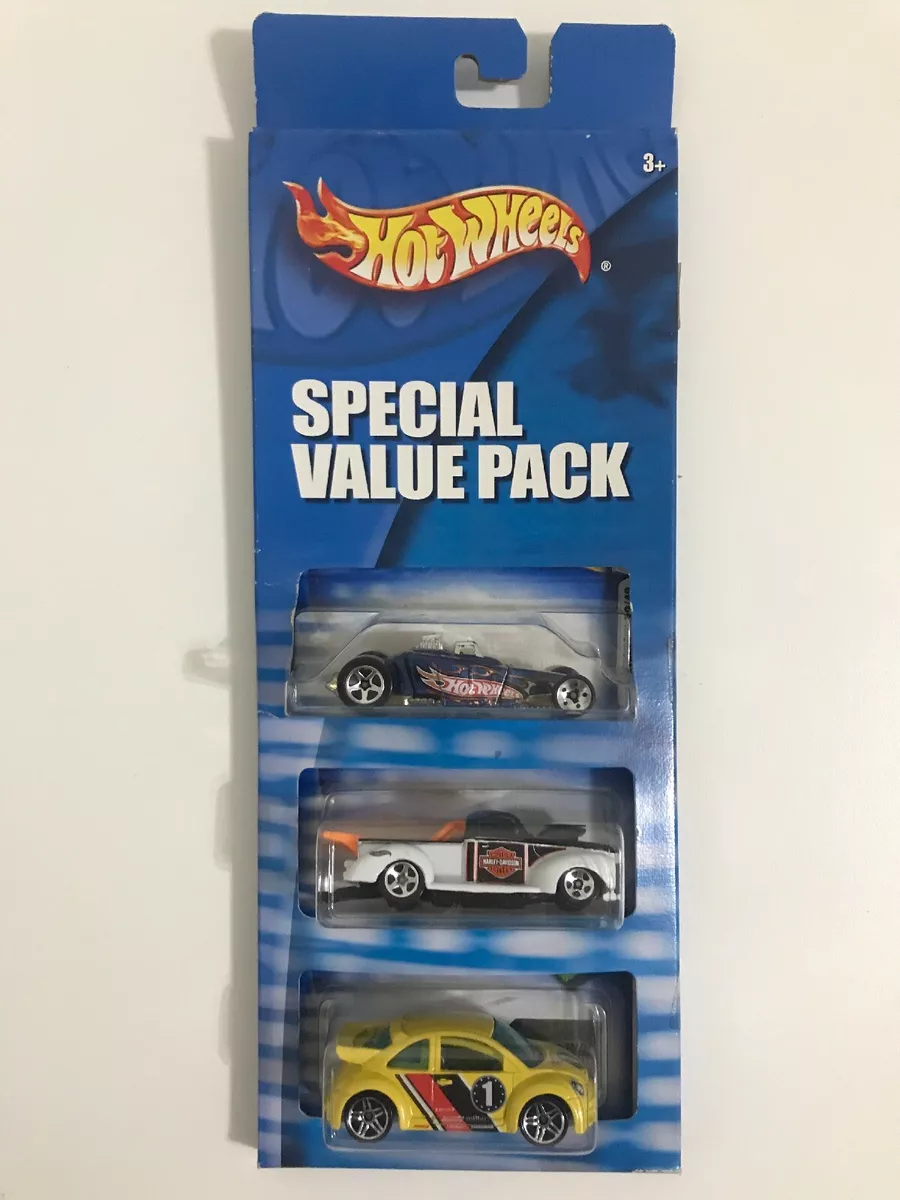 3+
HOT WHEELS
®
SPECIAL
VALUE PACK
HOT WHEELS
HARLEY-DAVIDSON
1